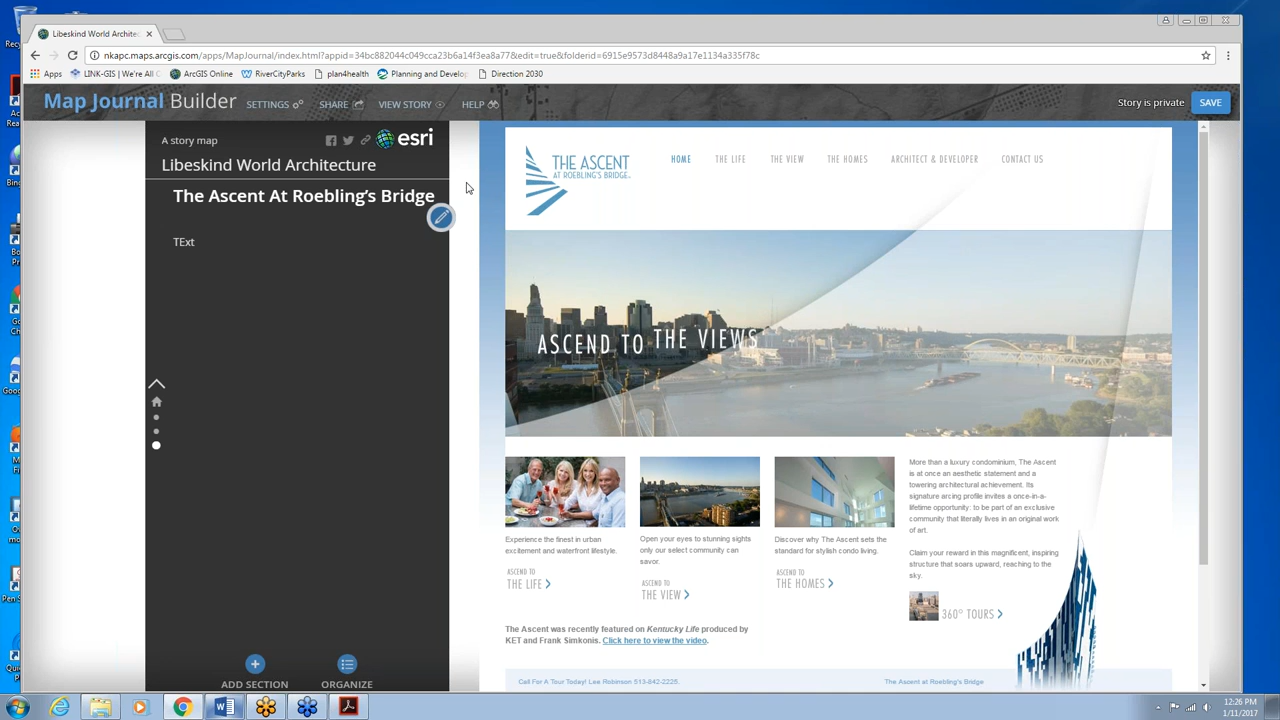 Libeskind World Architec
nkapc.maps.arcgis.com/apps/MapJournal/index.html?appid=34bc882044c049cca23b6a14f3ea8a77&edit=true&folderid=6915e9573d8448a9a17e1134a335f78c
Apps LINK-GIS | We're All C ArcGIS Online RiverCityParks plan4health Planning and Develop Direction 2030
Map Journal Builder SETTINGS SHARE VIEW STORY HELP Story is private SAVE
A story map esri
Libeskind World Architecture
The Ascent At Roebling's Bridge
TExt
ADD SECTION ORGANIZE
THE ASCENT
AT ROEBLING'S BRIDGE
HOME THE LIFE THE VIEW THE HOMES ARCHITECT & DEVELOPER CONTACT US
ASCEND TO THE VIEWS
Experience the finest in urban
excitement and waterfront lifestyle.
ASCEND TO
THE LIFE
Open your eyes to stunning sights
only our select community can
savor.
ASCEND TO
THE VIEW
Discover why The Ascent sets the
standard for stylish condo living.
ASCEND TO
THE HOMES
More than a luxury condominium, The Ascent
is at once an aesthetic statement and a
towering architectural achievement. Its
signature arcing profile invites a once-in-a-
lifetime opportunity: to be part of an exclusive
community that literally lives in an original work
of art.
Claim your reward in this magnificent, inspiring
structure that soars upward, reaching to the
sky.
360° TOURS
The Ascent was recently featured on Kentucky Life produced by
KET and Frank Simkonis. Click here to view the video.
Call For A Tour Today! Lee Robinson 513-842-2225.
The Ascent at Roebling's Bridge
12:26 PM
1/11/2017